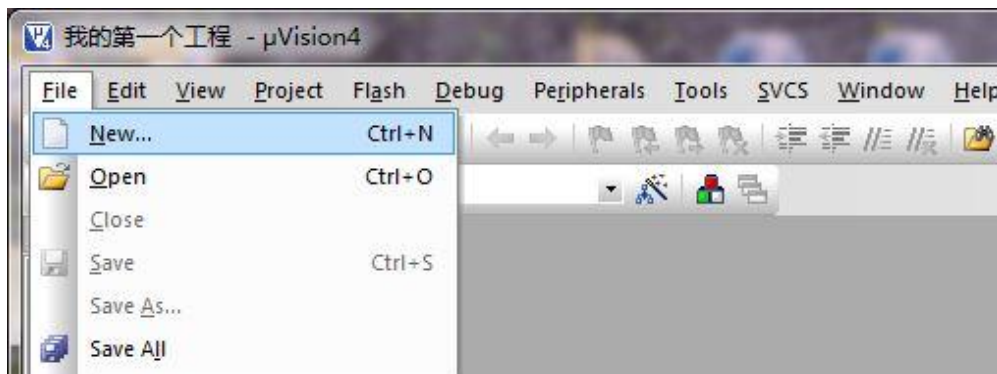 我的第一个工程 - µVision4
File Edit View Project Flash Debug Peripherals Tools SVCS Window Help
New... Ctrl+N
Open Ctrl+O
Close
Save Ctrl+S
Save As...
Save All